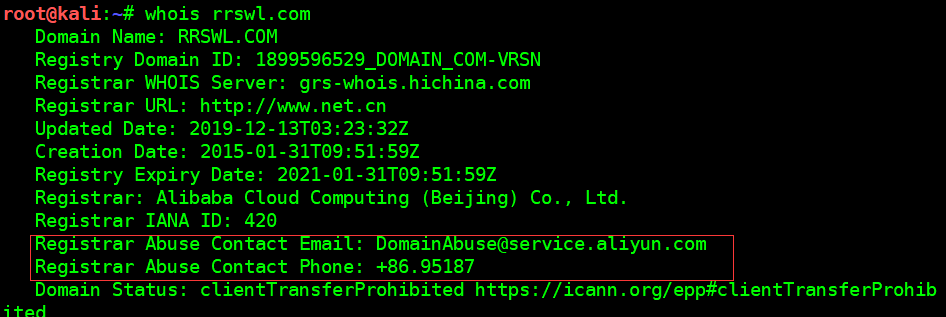 root@kali:~# whois rrswl.com
Domain Name: RRSWL.COM
Registry Domain ID: 1899596529_DOMAIN_COM-VRSN
Registrar WHOIS Server: grs-whois.hichina.com
Registrar URL: http://www.net.cn
Updated Date: 2019-12-13T03:23:32Z
Creation Date: 2015-01-31T09:51:59Z
Registry Expiry Date: 2021-01-31T09:51:59Z
Registrar: Alibaba Cloud Computing (Beijing) Co., Ltd.
Registrar IANA ID: 420
Registrar Abuse Contact Email: DomainAbuse@service.aliyun.com
Registrar Abuse Contact Phone: +86.95187
Domain Status: clientTransferProhibited https://icann.org/epp#clientTransferProhib
ited